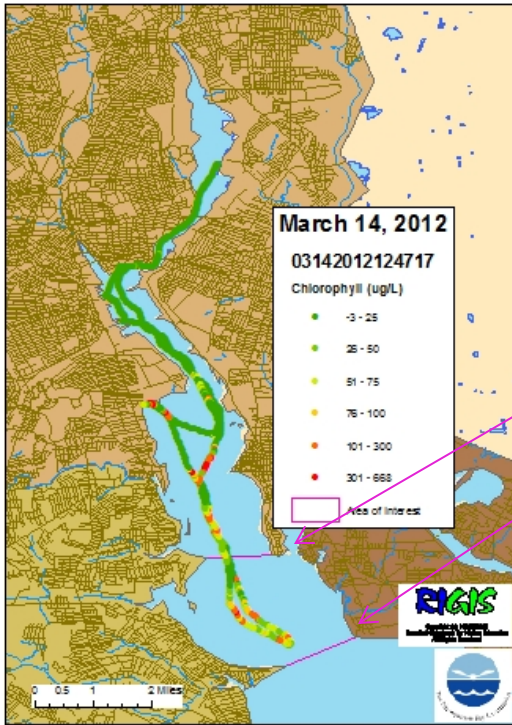 March 14, 2012
03142012124717
Chlorophyll (ug/L)
-3 - 25
26 - 50
51 - 75
76 - 100
101 - 300
301 - 668
Area of Interest
RIGIS
0 0.5 1 2 Miles